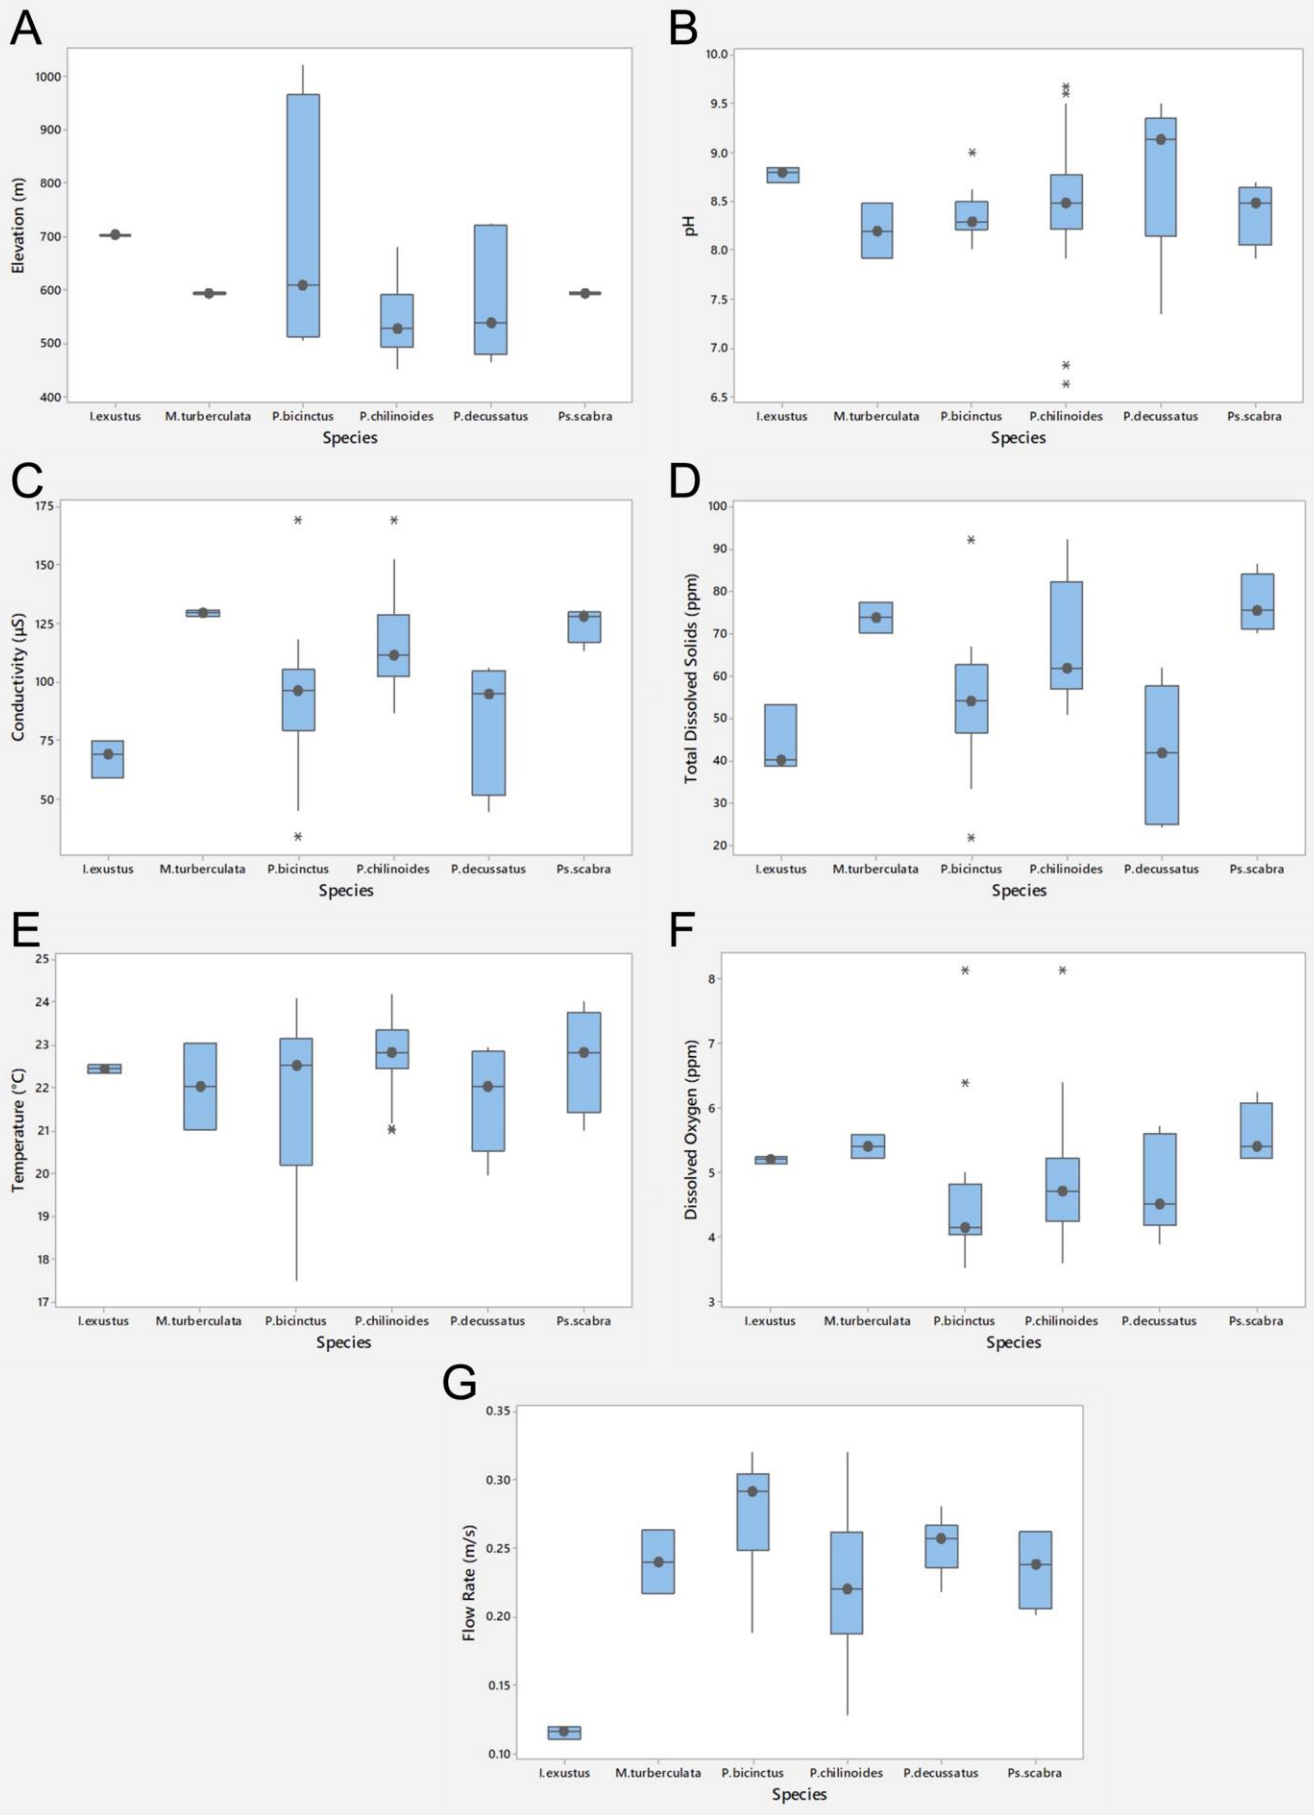 A
Elevation (m)
1000
900
800
700
600
500
400
I.exustus M.turberculata P.bicinctus P.chilinoides P.decussatus Ps.scabra
Species
B
pH
10.0
9.5
9.0
8.5
8.0
7.5
7.0
6.5
I.exustus M.turberculata P.bicinctus P.chilinoides P.decussatus Ps.scabra
Species
C
Conductivity (µS)
175
150
125
100
75
50
I.exustus M.turberculata P.bicinctus P.chilinoides P.decussatus Ps.scabra
Species
D
Total Dissolved Solids (ppm)
100
90
80
70
60
50
40
30
20
I.exustus M.turberculata P.bicinctus P.chilinoides P.decussatus Ps.scabra
Species
E
Temperature (°C)
25
24
23
22
21
20
19
18
17
I.exustus M.turberculata P.bicinctus P.chilinoides P.decussatus Ps.scabra
Species
F
Dissolved Oxygen (ppm)
8
7
6
5
4
3
I.exustus M.turberculata P.bicinctus P.chilinoides P.decussatus Ps.scabra
Species
G
Flow Rate (m/s)
0.35
0.30
0.25
0.20
0.15
0.10
I.exustus M.turberculata P.bicinctus P.chilinoides P.decussatus Ps.scabra
Species